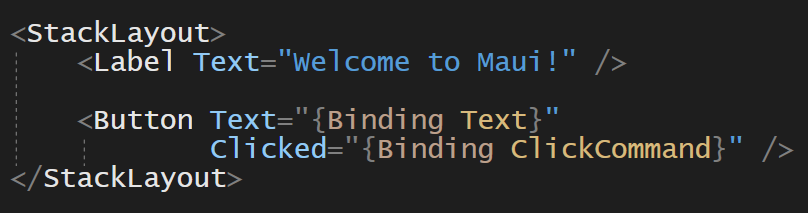 <StackLayout>
<Label Text="Welcome to Maui!" />
<Button Text="{Binding Text}"
Clicked="{Binding ClickCommand}" />
</StackLayout>